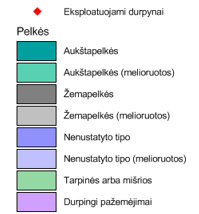 Eksploatuojami durpynai
Pelkės
Aukštapelkės
Aukštapelkės (melioruotos)
Žemapelkės
Žemapelkės (melioruotos)
Nenustatyto tipo
Nenustatyto tipo (melioruotos)
Tarpinės arba mišrios
Durpingi pažemėjimai